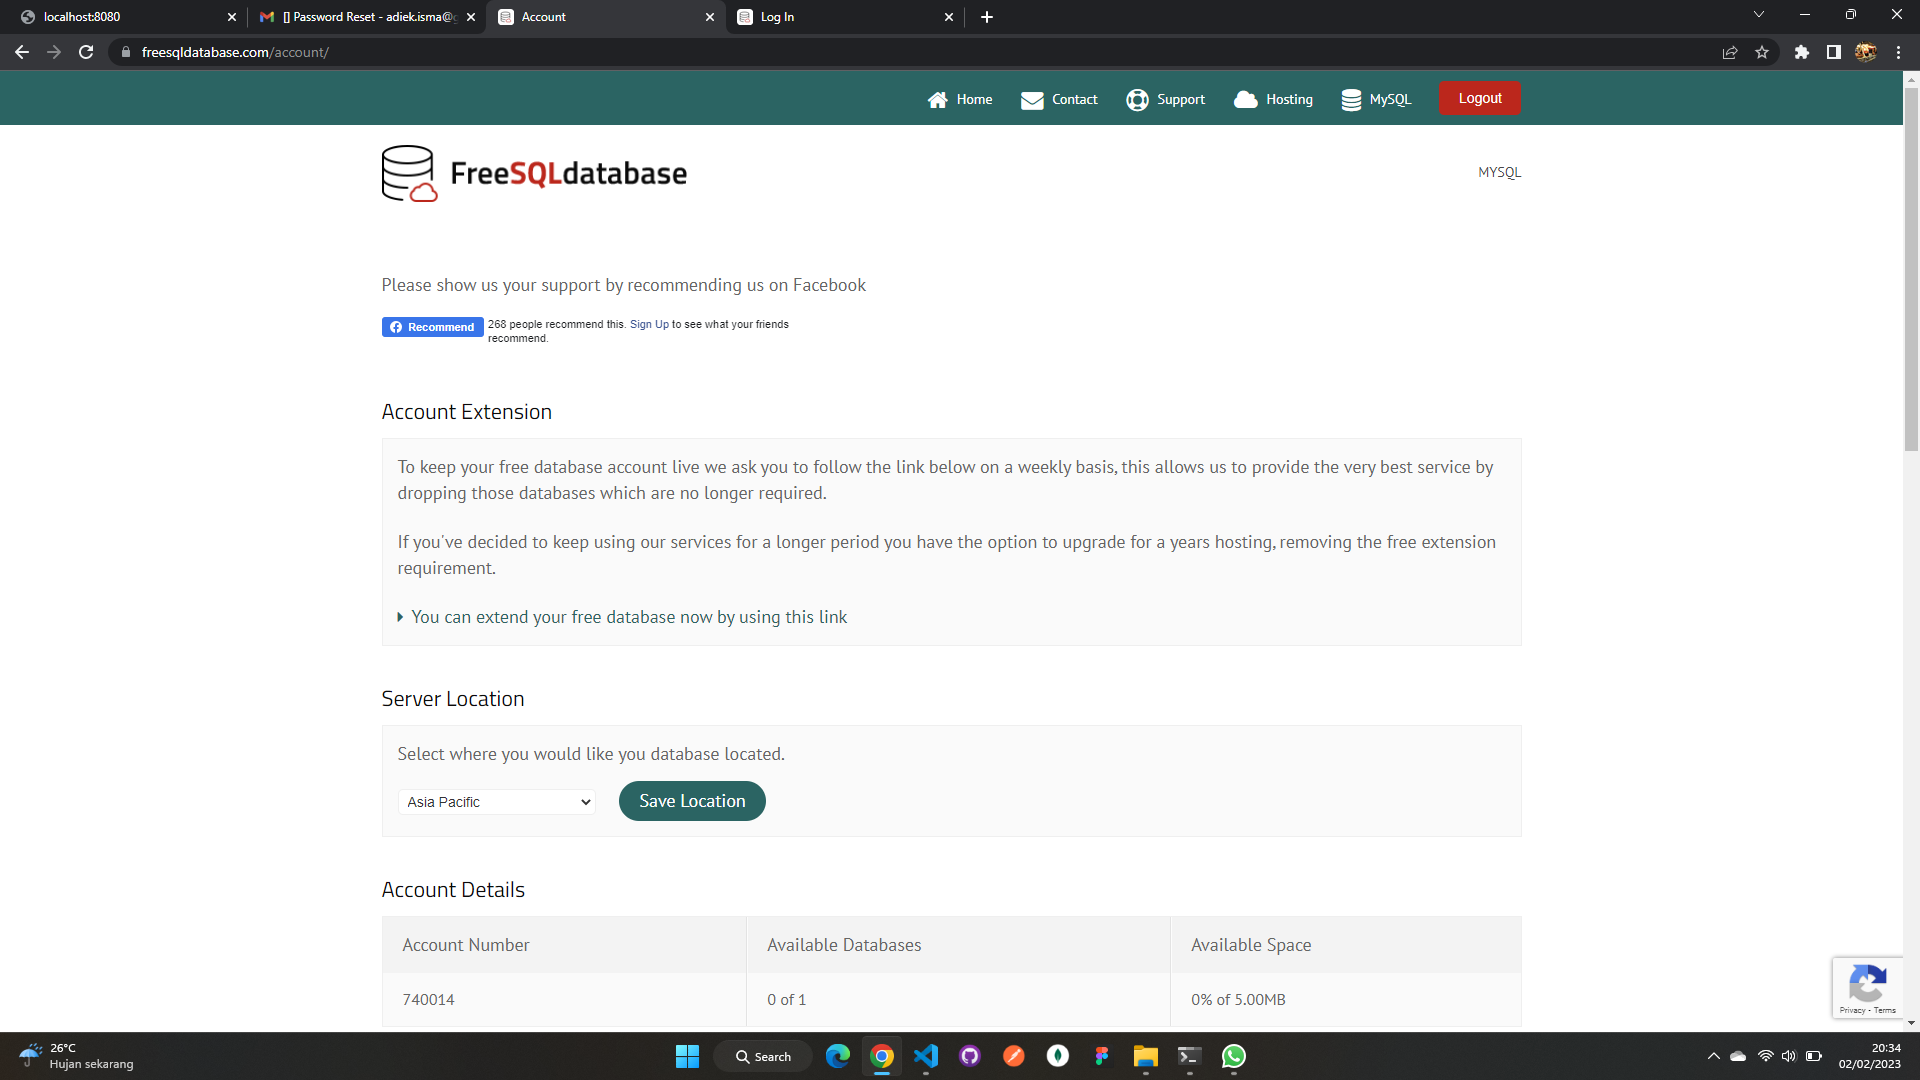 localhost:8080
[] Password Reset - adiek.isma@
Account
Log In
freesqldatabase.com/account/
Home
Contact
Support
Hosting
MySQL
Logout
FreeSQLdatabase
MYSQL
Please show us your support by recommending us on Facebook
Recommend
268 people recommend this. Sign Up to see what your friends
recommend.
Account Extension
To keep your free database account live we ask you to follow the link below on a weekly basis, this allows us to provide the very best service by
dropping those databases which are no longer required.
If you´ve decided to keep using our services for a longer period you have the option to upgrade for a years hosting, removing the free extension
requirement.
You can extend your free database now by using this link
Server Location
Select where you would like you database located.
Asia Pacific
Save Location
Account Details
Account Number
Available Databases
Available Space
740014
0 of 1
0% of 5.00MB
Privacy - Terms
26°C
Hujan sekarang
Search
20:34
02/02/2023